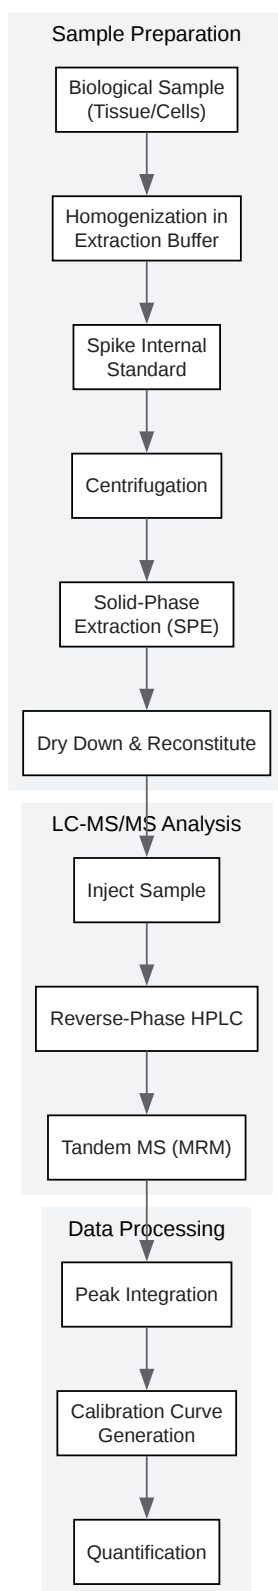 Sample Preparation
Biological Sample
(Tissue/Cells)
Homogenization in
Extraction Buffer
Spike Internal
Standard
Centrifugation
Solid-Phase
Extraction (SPE)
Dry Down & Reconstitute
LC-MS/MS Analysis
Inject Sample
Reverse-Phase HPLC
Tandem MS (MRM)
Data Processing
Peak Integration
Calibration Curve
Generation
Quantification